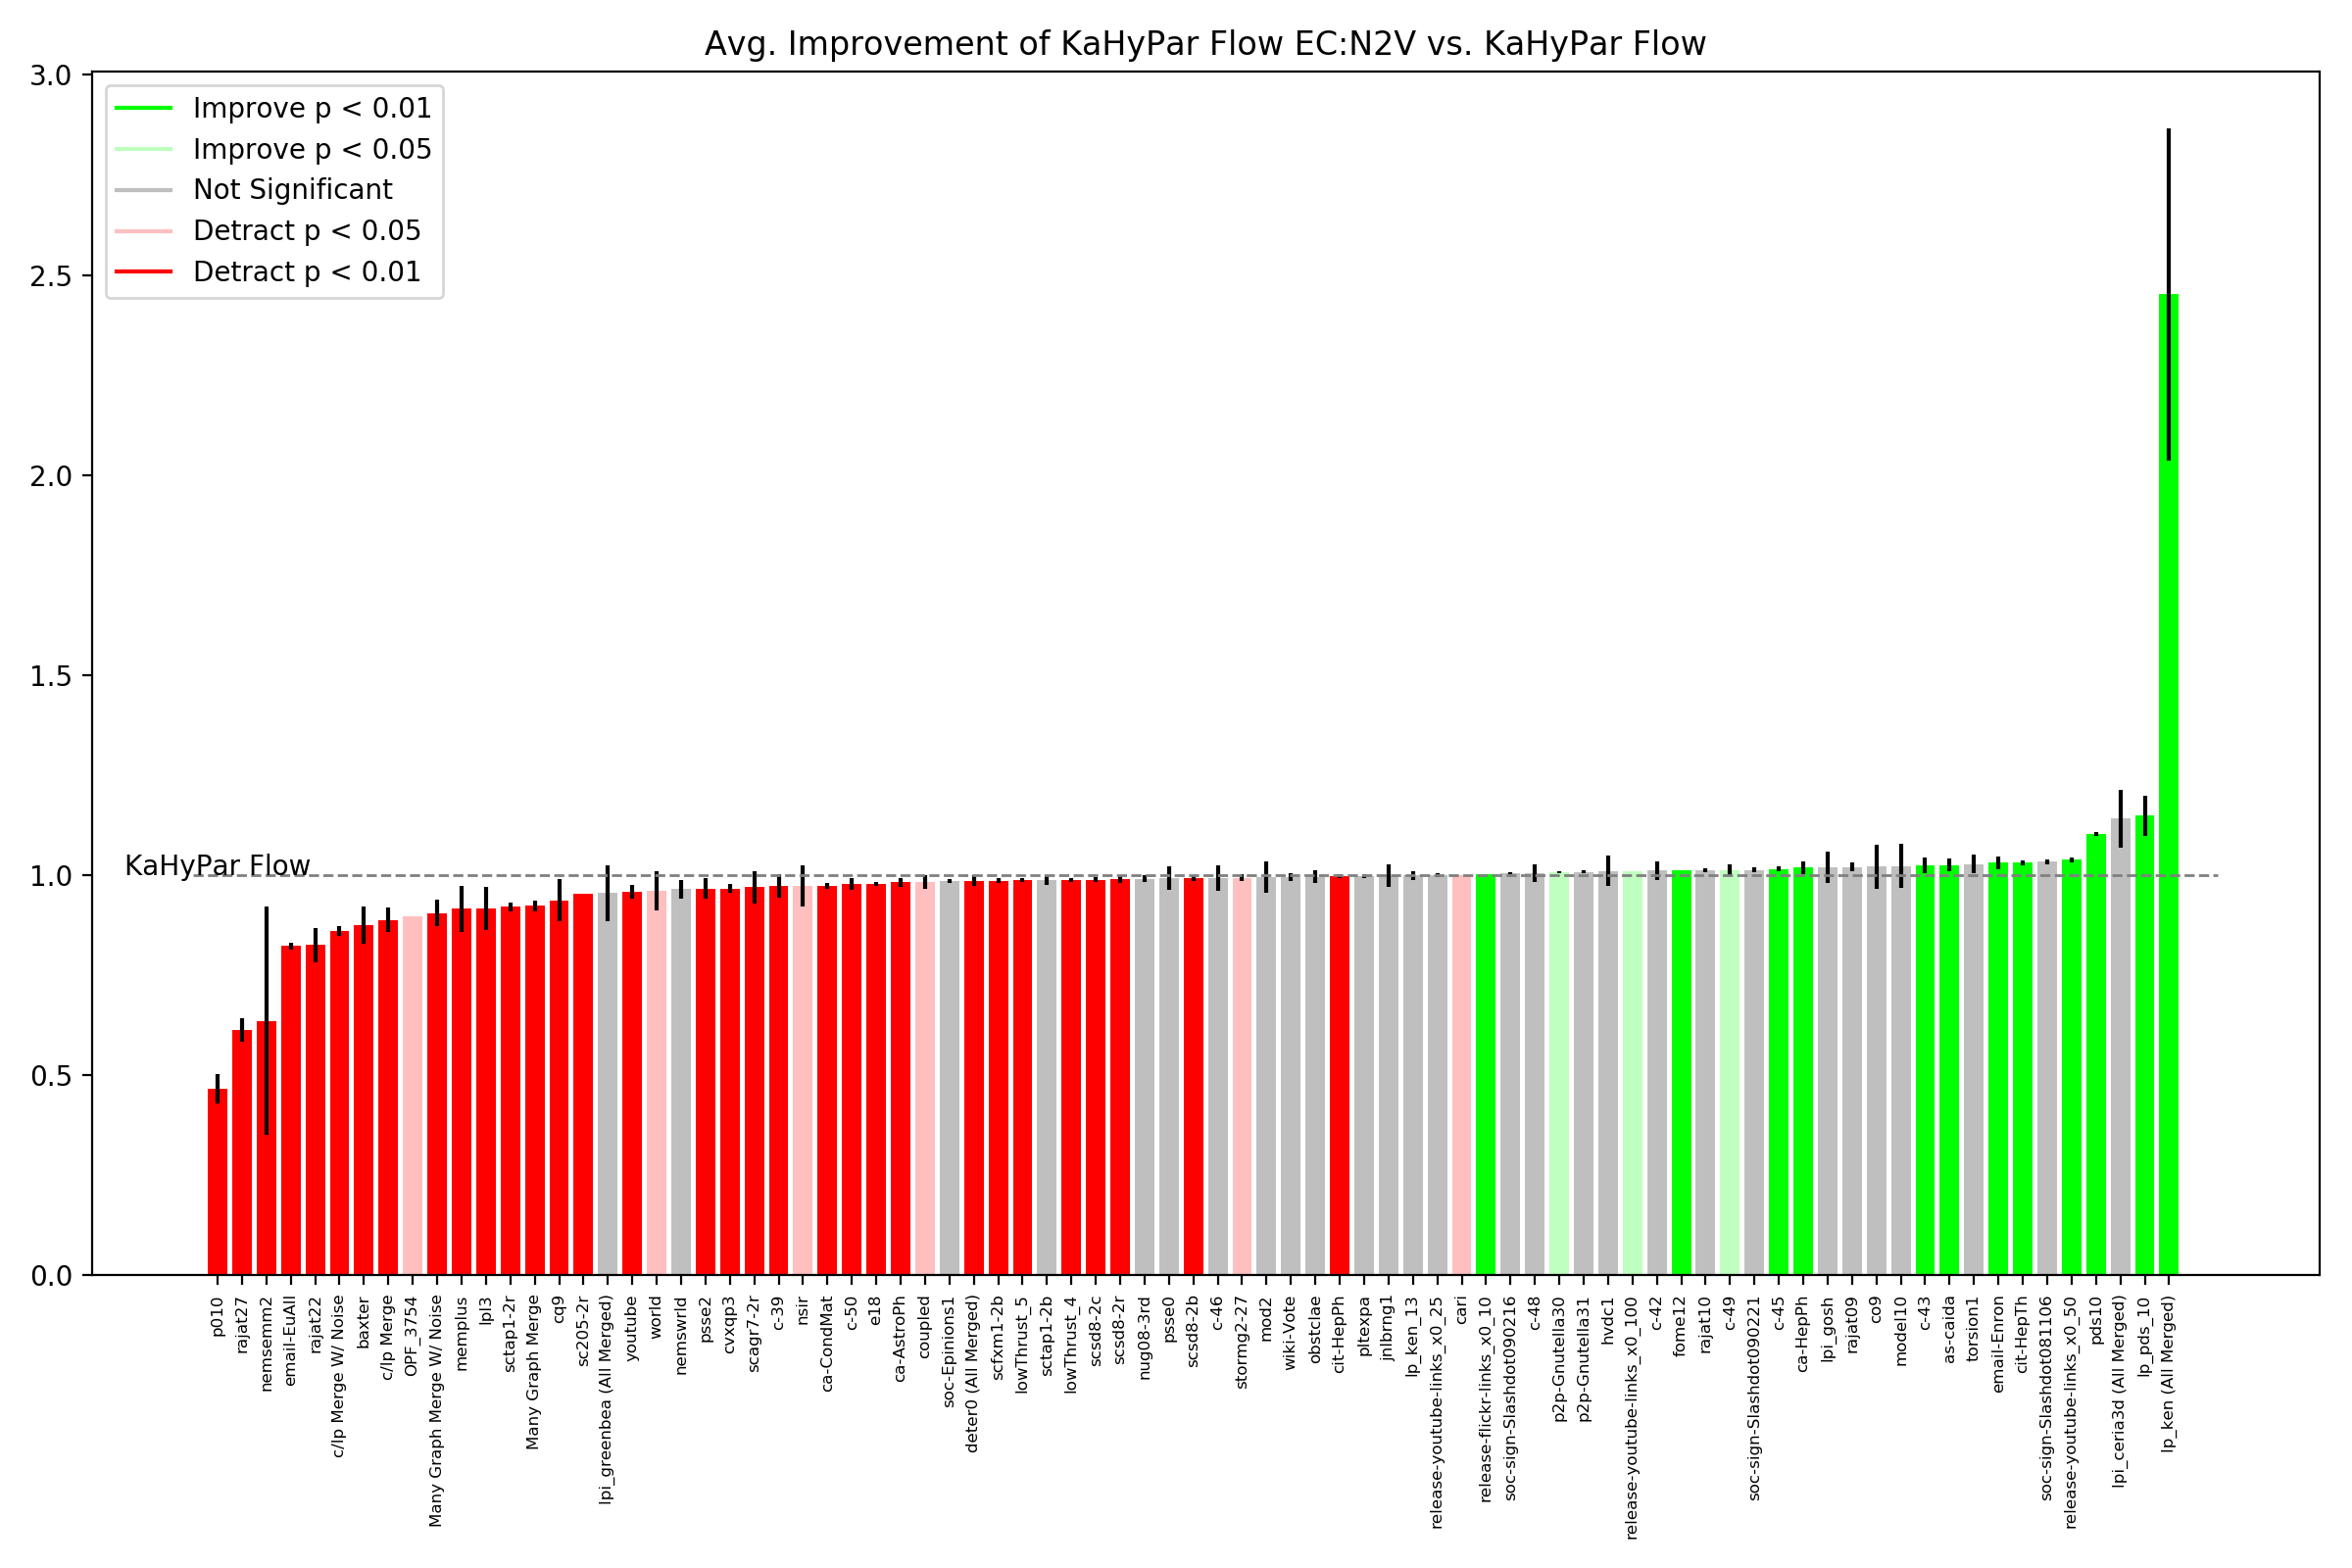 Avg. Improvement of KaHyPar Flow EC:N2V vs. KaHyPar Flow
3.0
2.5
2.0
1.5
1.0
0.5
0.0
Improve p < 0.01
Improve p < 0.05
Not Significant
Detract p < 0.05
Detract p < 0.01
KaHyPar Flow
p010
rajat27
nemsemm2
email-EuAll
rajat22
c/lp Merge W/ Noise
baxter
c/lp Merge
OPF_3754
Many Graph Merge W/ Noise
memplus
lpl3
sctap1-2r
Many Graph Merge
cq9
sc205-2r
lpi_greenbea (All Merged)
youtube
world
nemswrld
psse2
cvxqp3
scagr7-2r
c-39
nsir
ca-CondMat
c-50
e18
ca-AstroPh
coupled
soc-Epinions1
deter0 (All Merged)
scfxm1-2b
lowThrust_5
sctap1-2b
lowThrust_4
scsd8-2c
scsd8-2r
nug08-3rd
psse0
scsd8-2b
c-46
stormg2-27
mod2
wiki-Vote
obstclae
cit-HepPh
pltexpa
jnlbrng1
lp_ken_13
release-youtube-links_x0_25
cari
release-flickr-links_x0_10
soc-sign-Slashdot090216
c-48
p2p-Gnutella30
p2p-Gnutella31
hvdc1
release-youtube-links_x0_100
c-42
fome12
rajat10
c-49
soc-sign-Slashdot090221
c-45
ca-HepPh
lpi_gosh
rajat09
co9
model10
c-43
as-caida
torsion1
email-Enron
cit-HepTh
soc-sign-Slashdot081106
release-youtube-links_x0_50
pds10
lpi_ceria3d (All Merged)
lp_pds_10
lp_ken (All Merged)